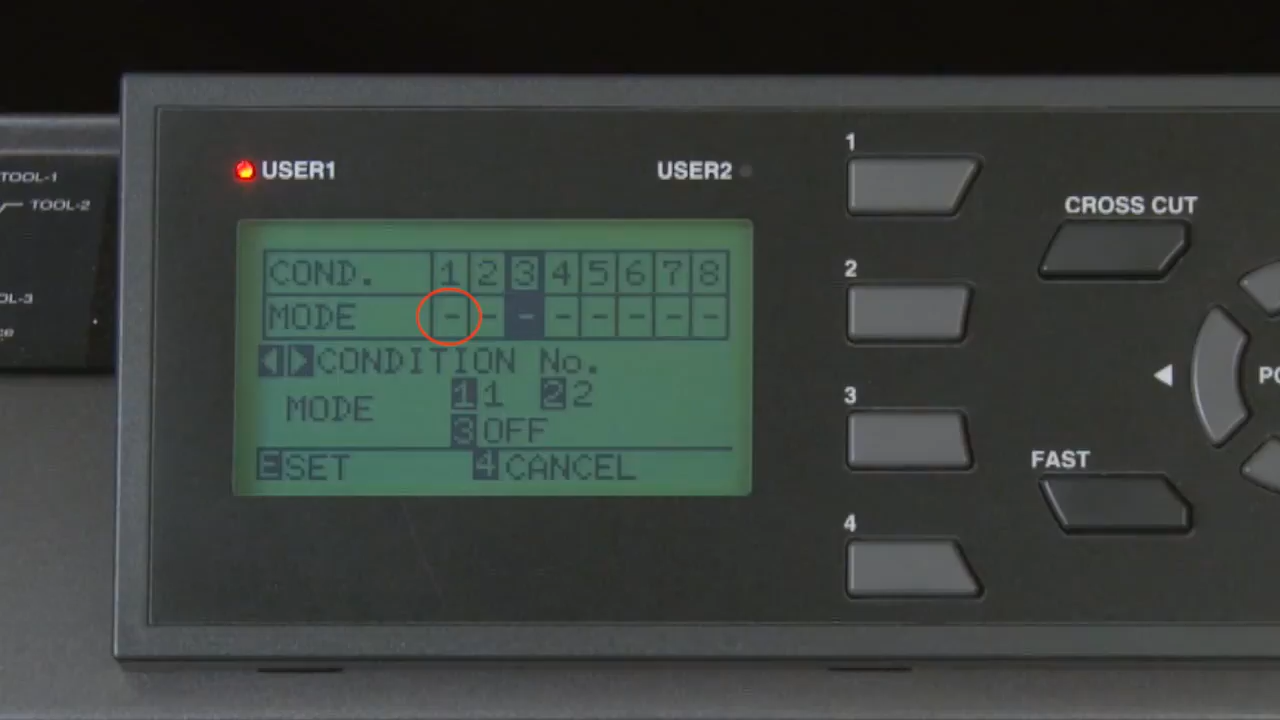 TOOL-1
TOOL-2
OL-3
ce
USER1
USER2
COND. 1 2 3 4 5 6 7 8
MODE - - - - - - - -
CONDITION No.
MODE 1 1 2 2
3 OFF
E SET 4 CANCEL
1
2
3
4
CROSS CUT
FAST
PO